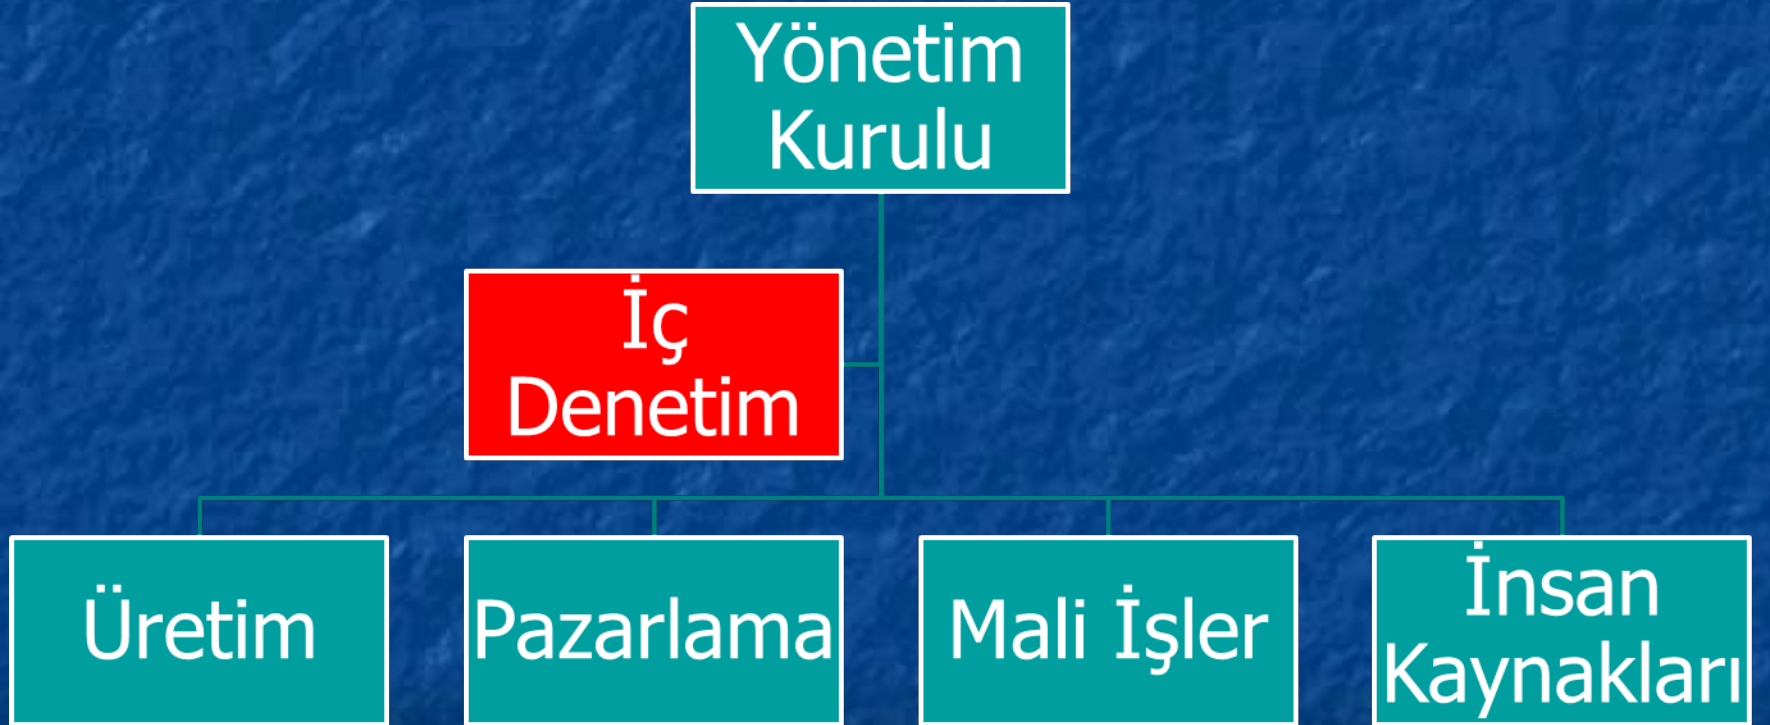 Yönetim
Kurulu
İç
Denetim
Üretim
Pazarlama
Mali İşler
İnsan
Kaynakları